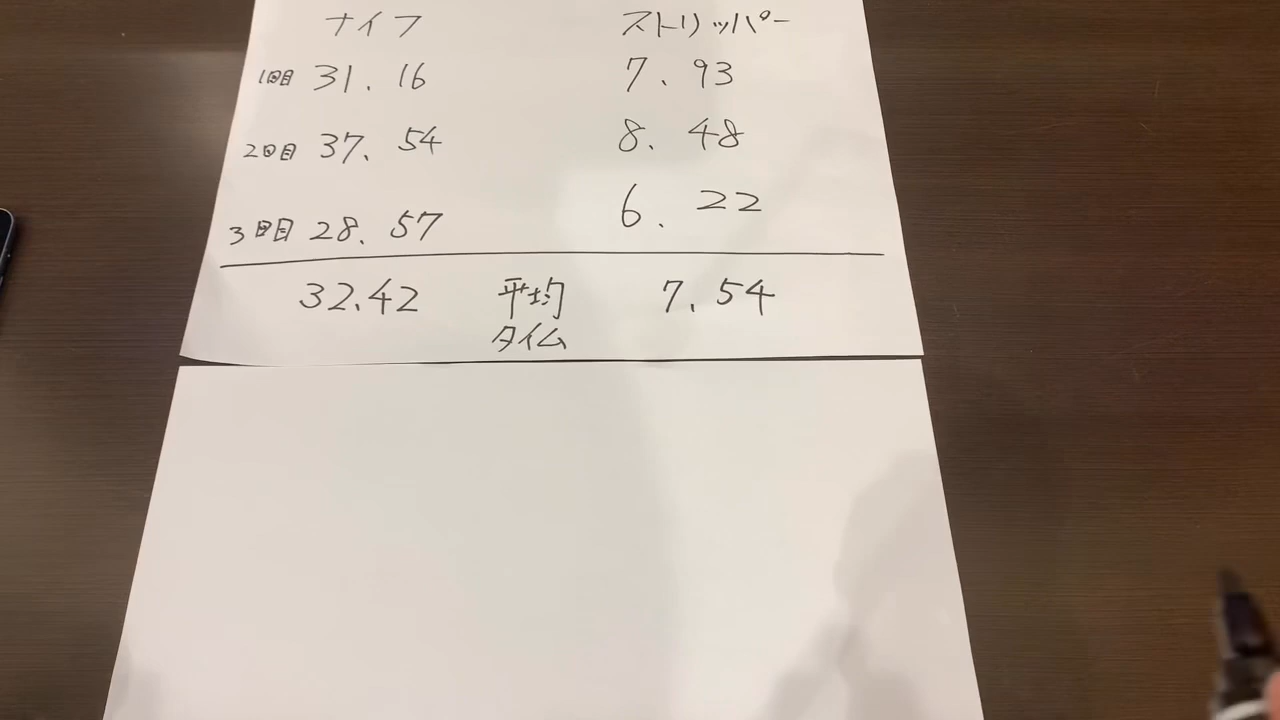 ナイフ ストリッパー
1回目 31.16 7.93
2回目 37.54 8.48
3回目 28.57 6.22
32.42 平均 7.54
タイム